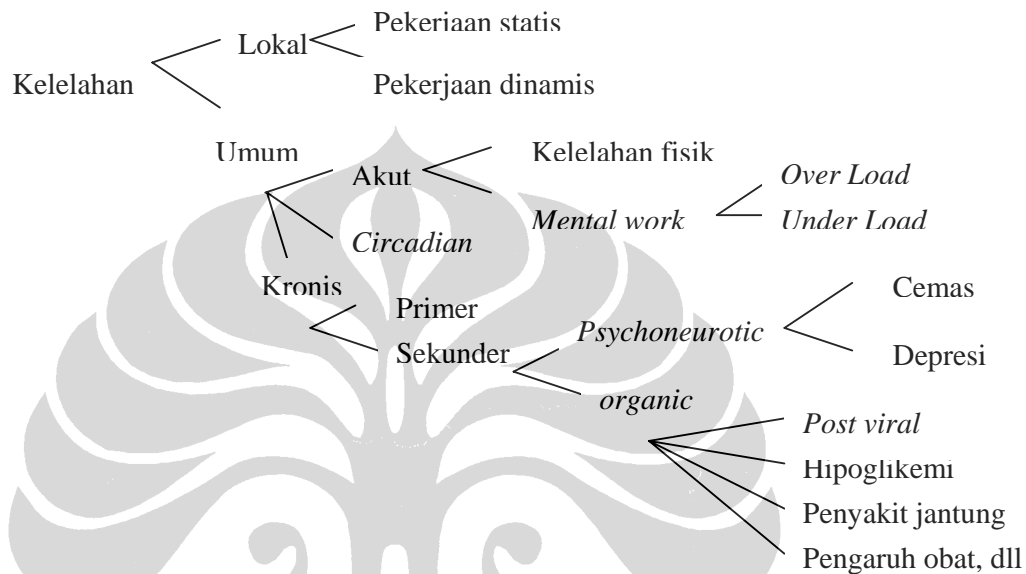 Pekerjaan statis
Lokal
Kelelahan
Pekerjaan dinamis
Umum
Kelelahan fisik
Akut
Over Load
Mental work
Under Load
Circadian
Kronis
Cemas
Primer
Psychoneurotic
Sekunder
Depresi
organic
Post viral
Hipoglikemi
Penyakit jantung
Pengaruh obat, dll